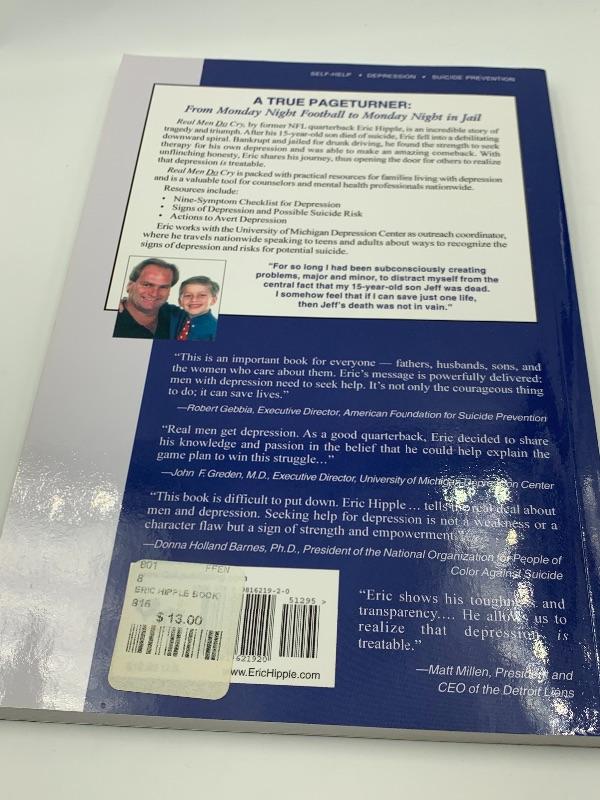 SELF-HELP • DEPRESSION • SUICIDE PREVENTION
A TRUE PAGETURNER:
From Monday Night Football to Monday Night in Jail
Real Men Do Cry, by former NFL quarterback Eric Hipple, is an incredible story of
tragedy and triumph. After his 15-year-old son died of suicide, Eric fell into a debilitating
downward spiral. Bankrupt and jailed for drunk driving, he found the strength to seek
therapy for his own depression and was able to make an amazing comeback. With
unflinching honesty, Eric shares his journey, thus opening the door for others to realize
that depression is treatable.
Real Men Do Cry is packed with practical resources for families living with depression
and is a valuable tool for counselors and mental health professionals nationwide.
Resources include:
• Nine-Symptom Checklist for Depression
• Signs of Depression and Possible Suicide Risk
• Actions to Avert Depression
Eric works with the University of Michigan Depression Center as outreach coordinator,
where he travels nationwide speaking to teens and adults about ways to recognize the
signs of depression and risks for potential suicide.
"For so long I had been subconsciously creating
problems, major and minor, to distract myself from the
central fact that my 15-year-old son Jeff was dead.
I somehow feel that if I can save just one life,
then Jeff's death was not in vain."
"This is an important book for everyone — fathers, husbands, sons, and
the women who care about them. Eric's message is powerfully delivered:
men with depression need to seek help. It's not only the courageous thing
to do; it can save lives."
—Robert Gebbia, Executive Director, American Foundation for Suicide Prevention
"Real men get depression. As a good quarterback, Eric decided to share
his knowledge and passion in the belief that he could help explain the
game plan to win this struggle…"
—John F. Greden, M.D., Executive Director, University of Michigan Depression Center
"This book is difficult to put down. Eric Hipple … tells the real deal about
men and depression. Seeking help for depression is not a weakness or a
character flaw but a sign of strength and empowerment."
—Donna Holland Barnes, Ph.D., President of the National Organization for People of
Color Against Suicide
801 FFEN
8
ERIC HIPPLE BOOK
816
$ 13.00
9816219-2-0
51295 >
621920
www.EricHipple.com
"Eric shows his toughness and
transparency.… He allows us to
realize that depression is
treatable."
—Matt Millen, President and
CEO of the Detroit Lions